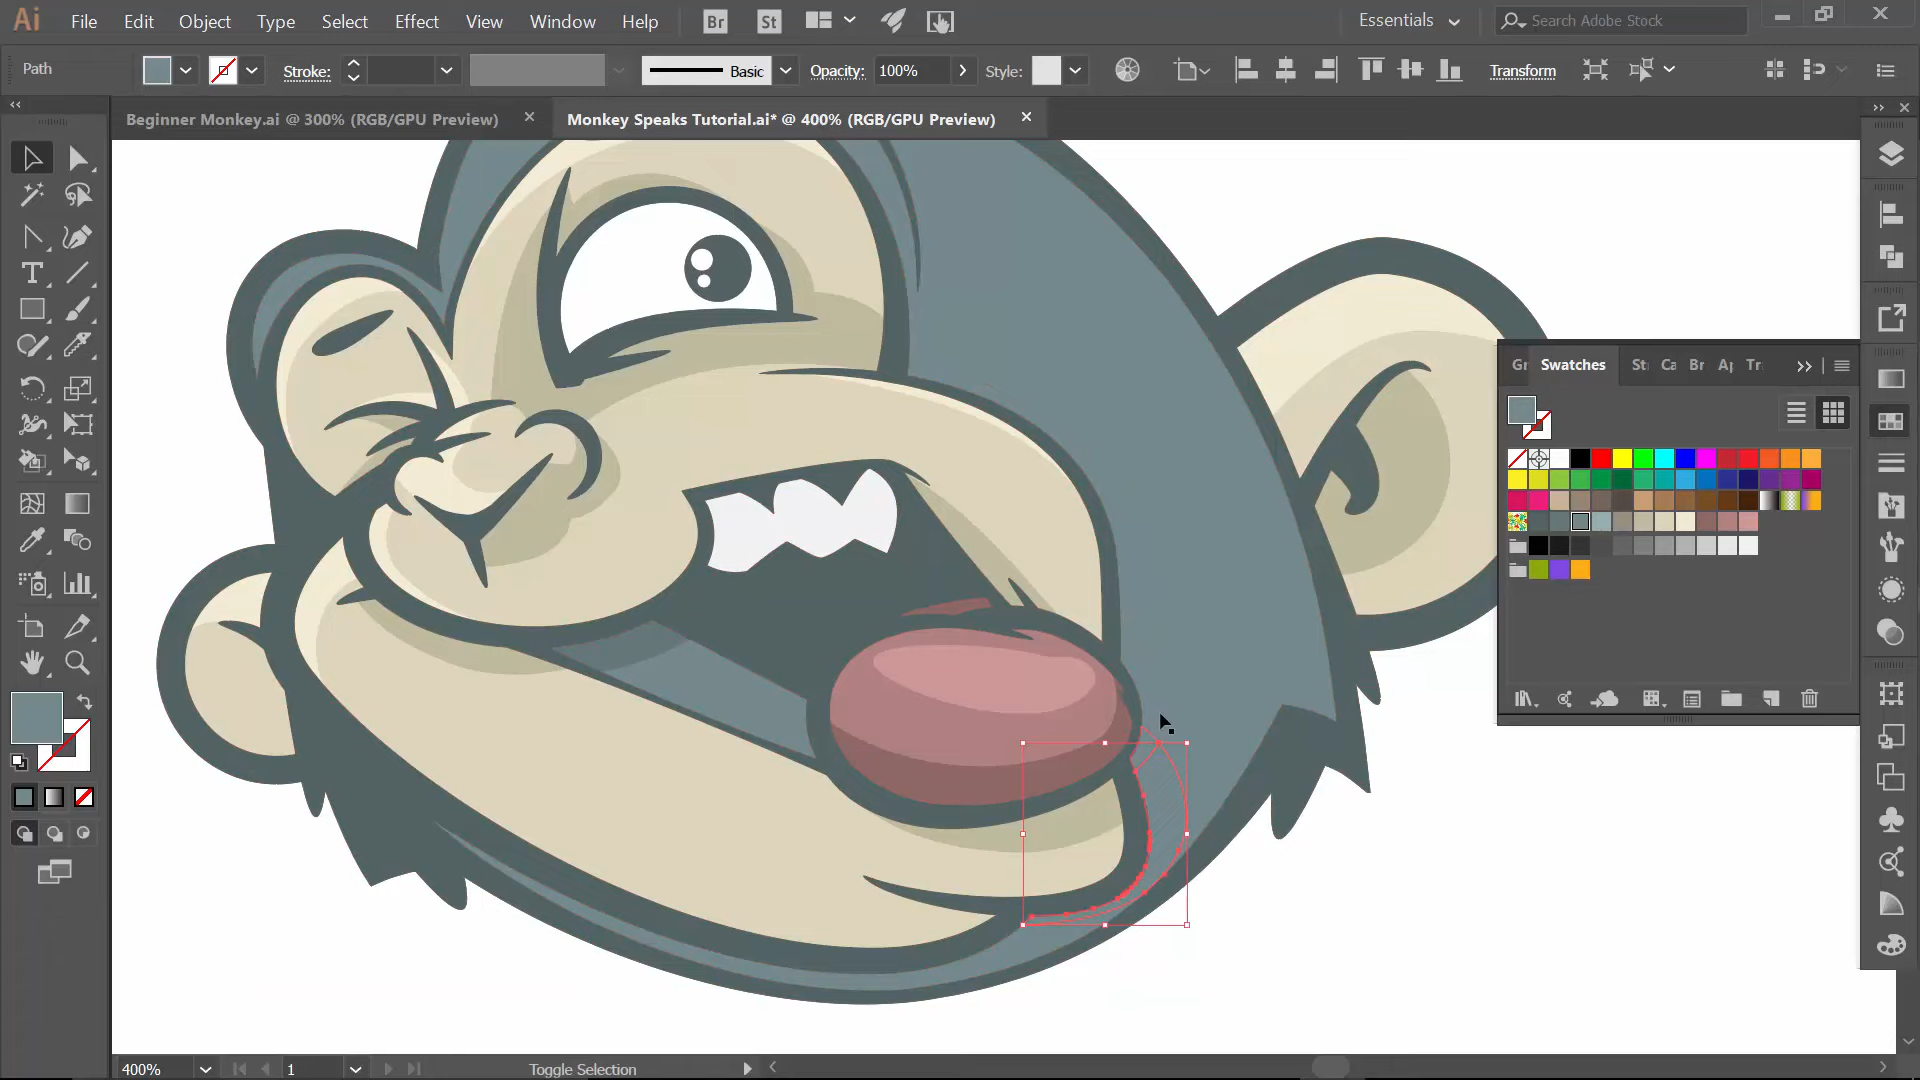 Ai File Edit Object Type Select Effect View Window Help Br St Essentials Search Adobe Stock
Path Stroke: Basic Opacity: 100% Style: Transform
Beginner Monkey.ai @ 300% (RGB/GPU Preview) Monkey Speaks Tutorial.ai* @ 400% (RGB/GPU Preview)
Gr Swatches St Ca Br Ap Tr
400% 1 Toggle Selection